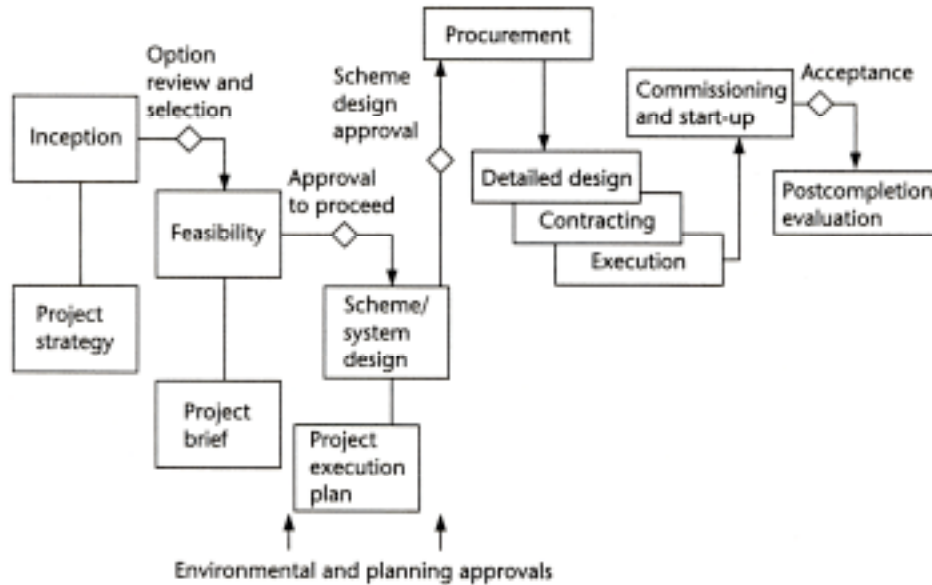 Procurement
Option
review and
selection
Scheme
design
approval
Acceptance
Commissioning
and start-up
Inception
Detailed design
Contracting
Execution
Postcompletion
evaluation
Approval
to proceed
Feasibility
Project
strategy
Scheme/
system
design
Project
brief
Project
execution
plan
Environmental and planning approvals